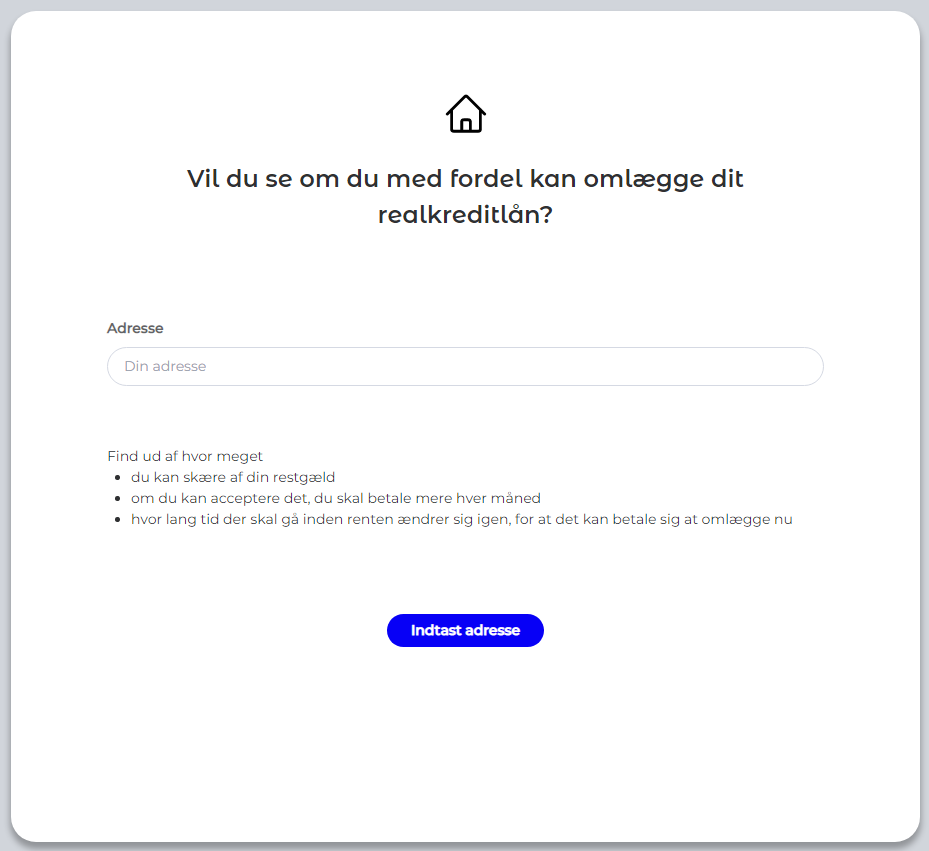 Vil du se om du med fordel kan omlægge dit
realkreditlån?
Adresse
Din adresse
Find ud af hvor meget
du kan skære af din restgæld
om du kan acceptere det, du skal betale mere hver måned
hvor lang tid der skal gå inden renten ændrer sig igen, for at det kan betale sig at omlægge nu
Indtast adresse